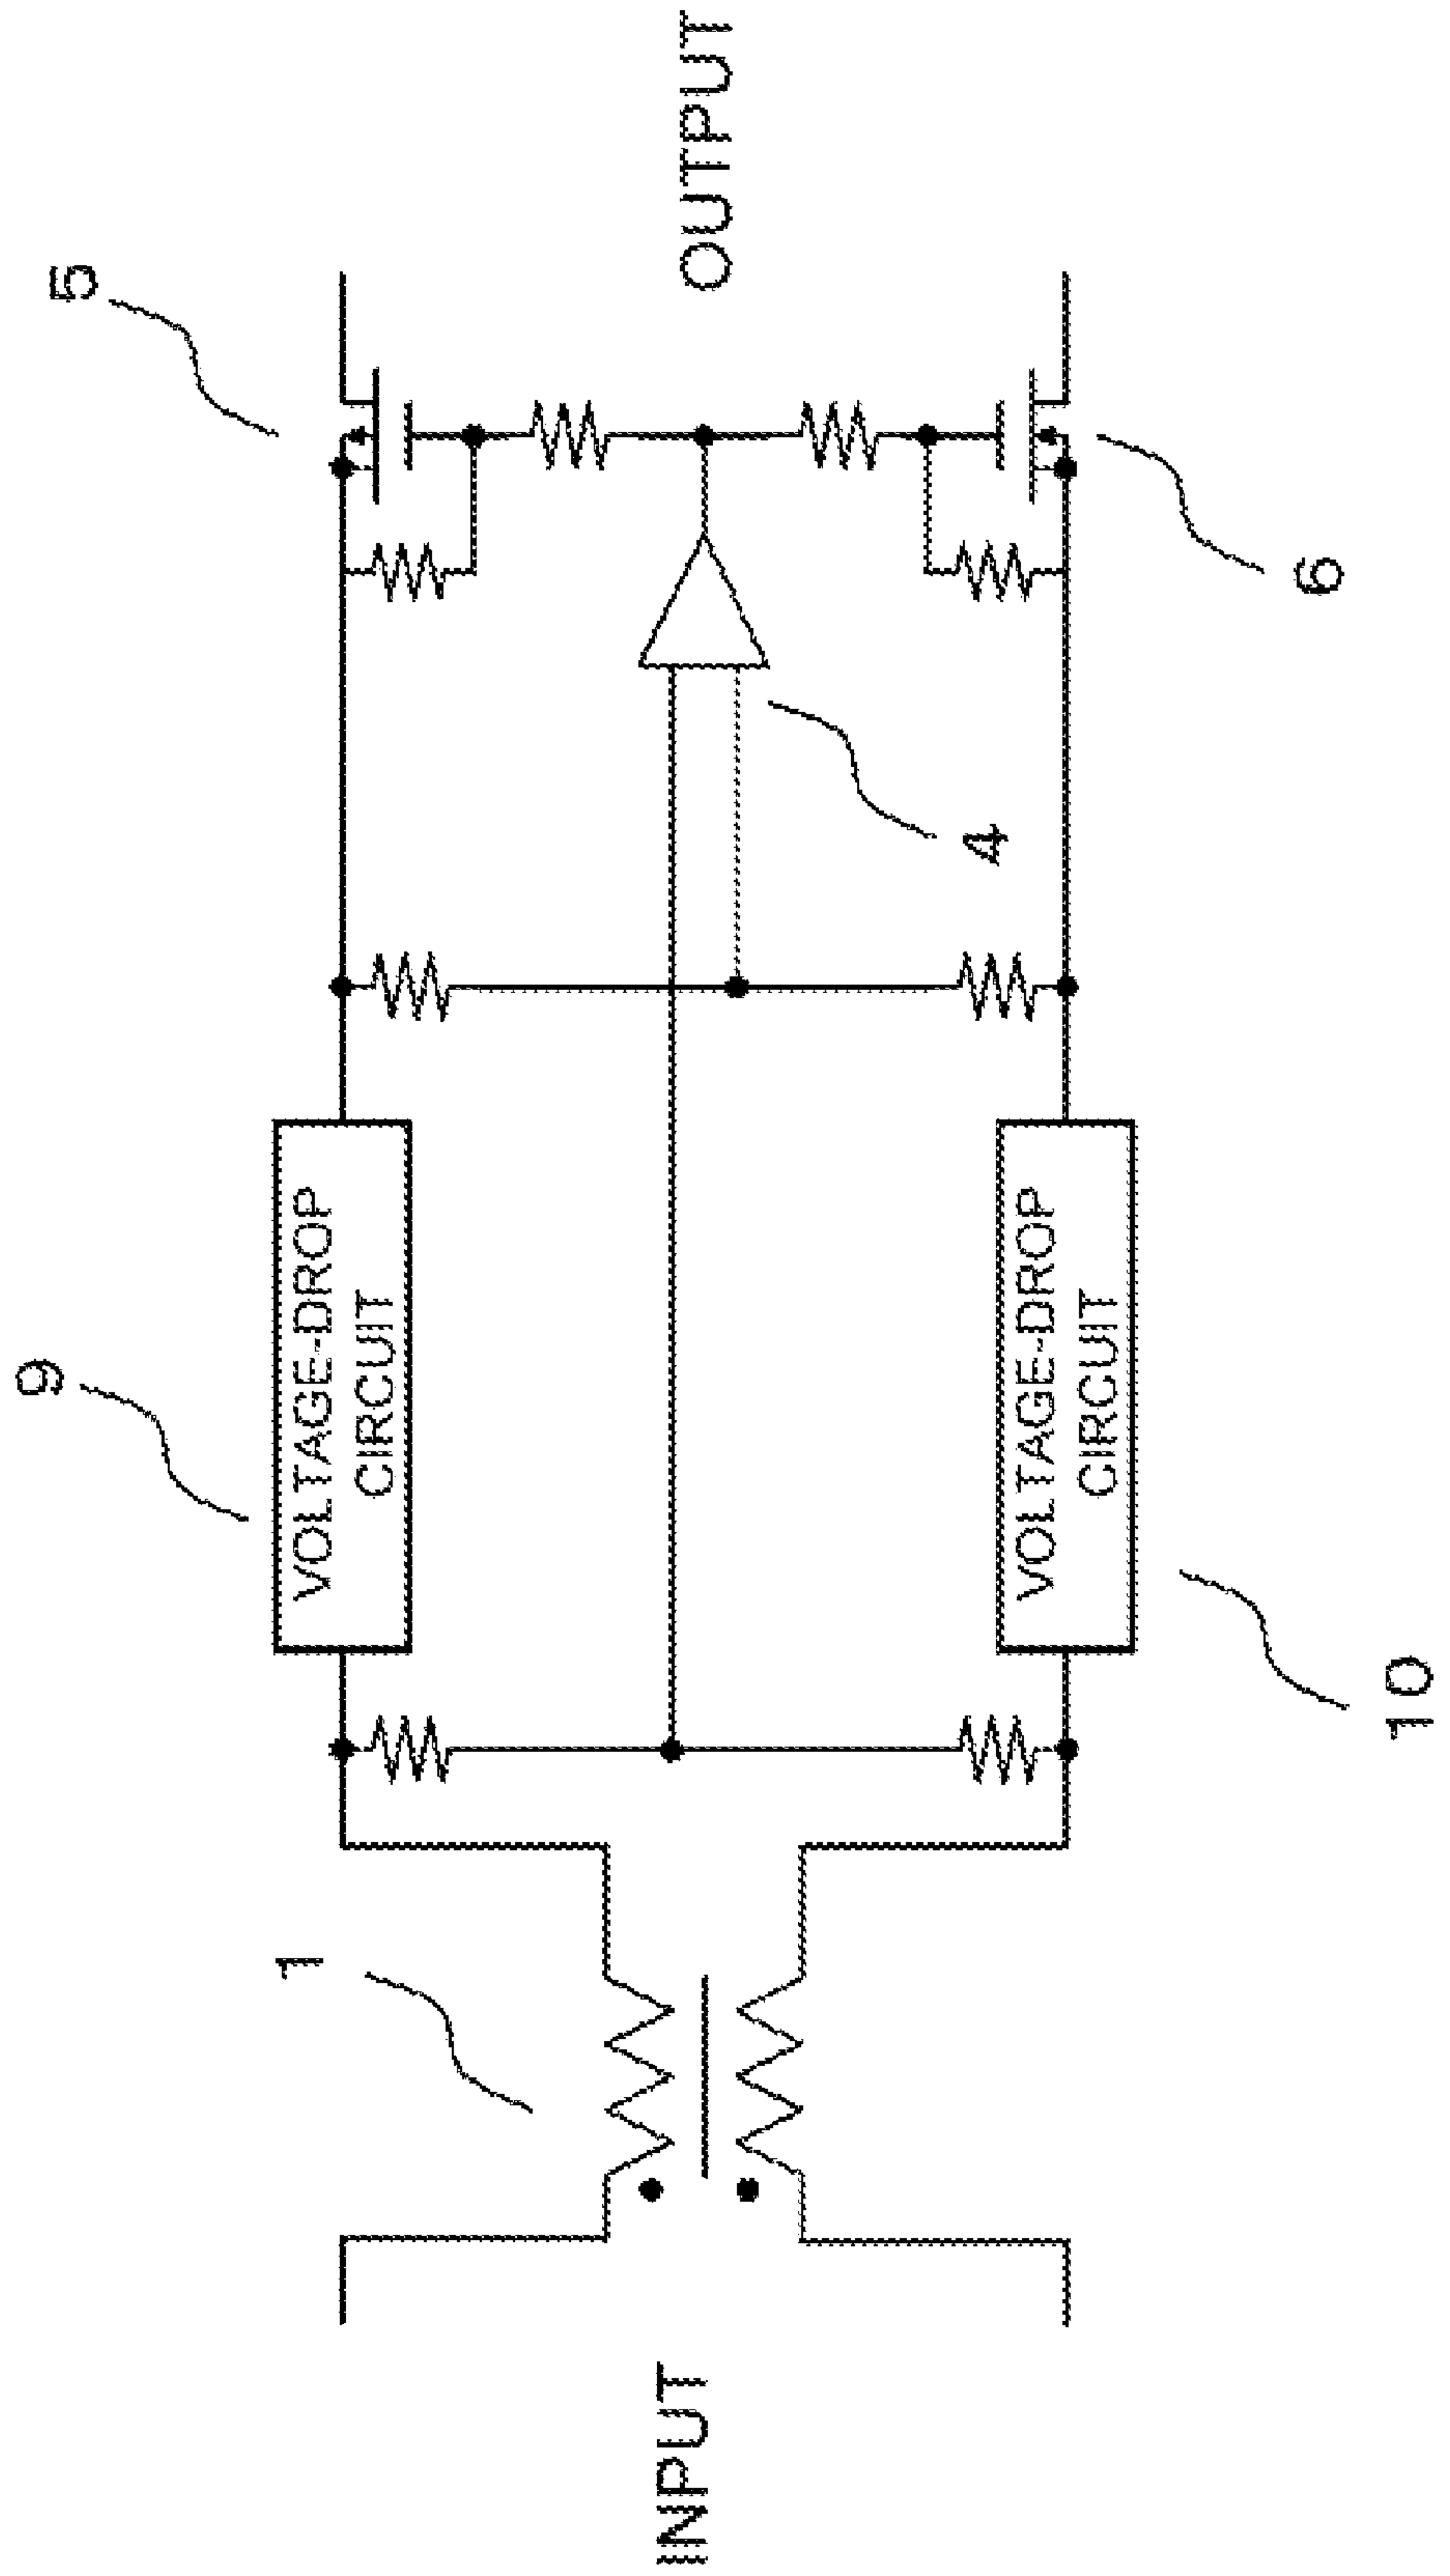 9
VOLTAGE-DROP
CIRCUIT
5
1
INPUT
OUTPUT
4
VOLTAGE-DROP
CIRCUIT
10
6